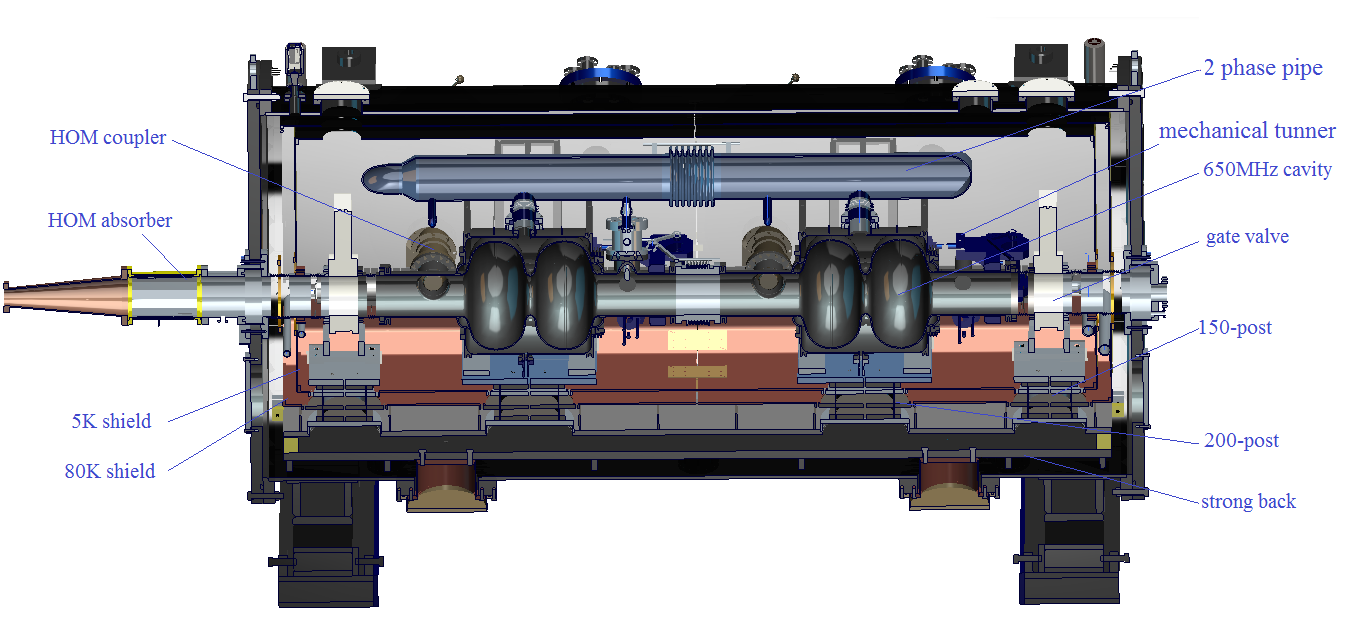 2 phase pipe
HOM coupler
mechanical tunner
650MHz cavity
HOM absorber
gate valve
150-post
5K shield
200-post
80K shield
strong back